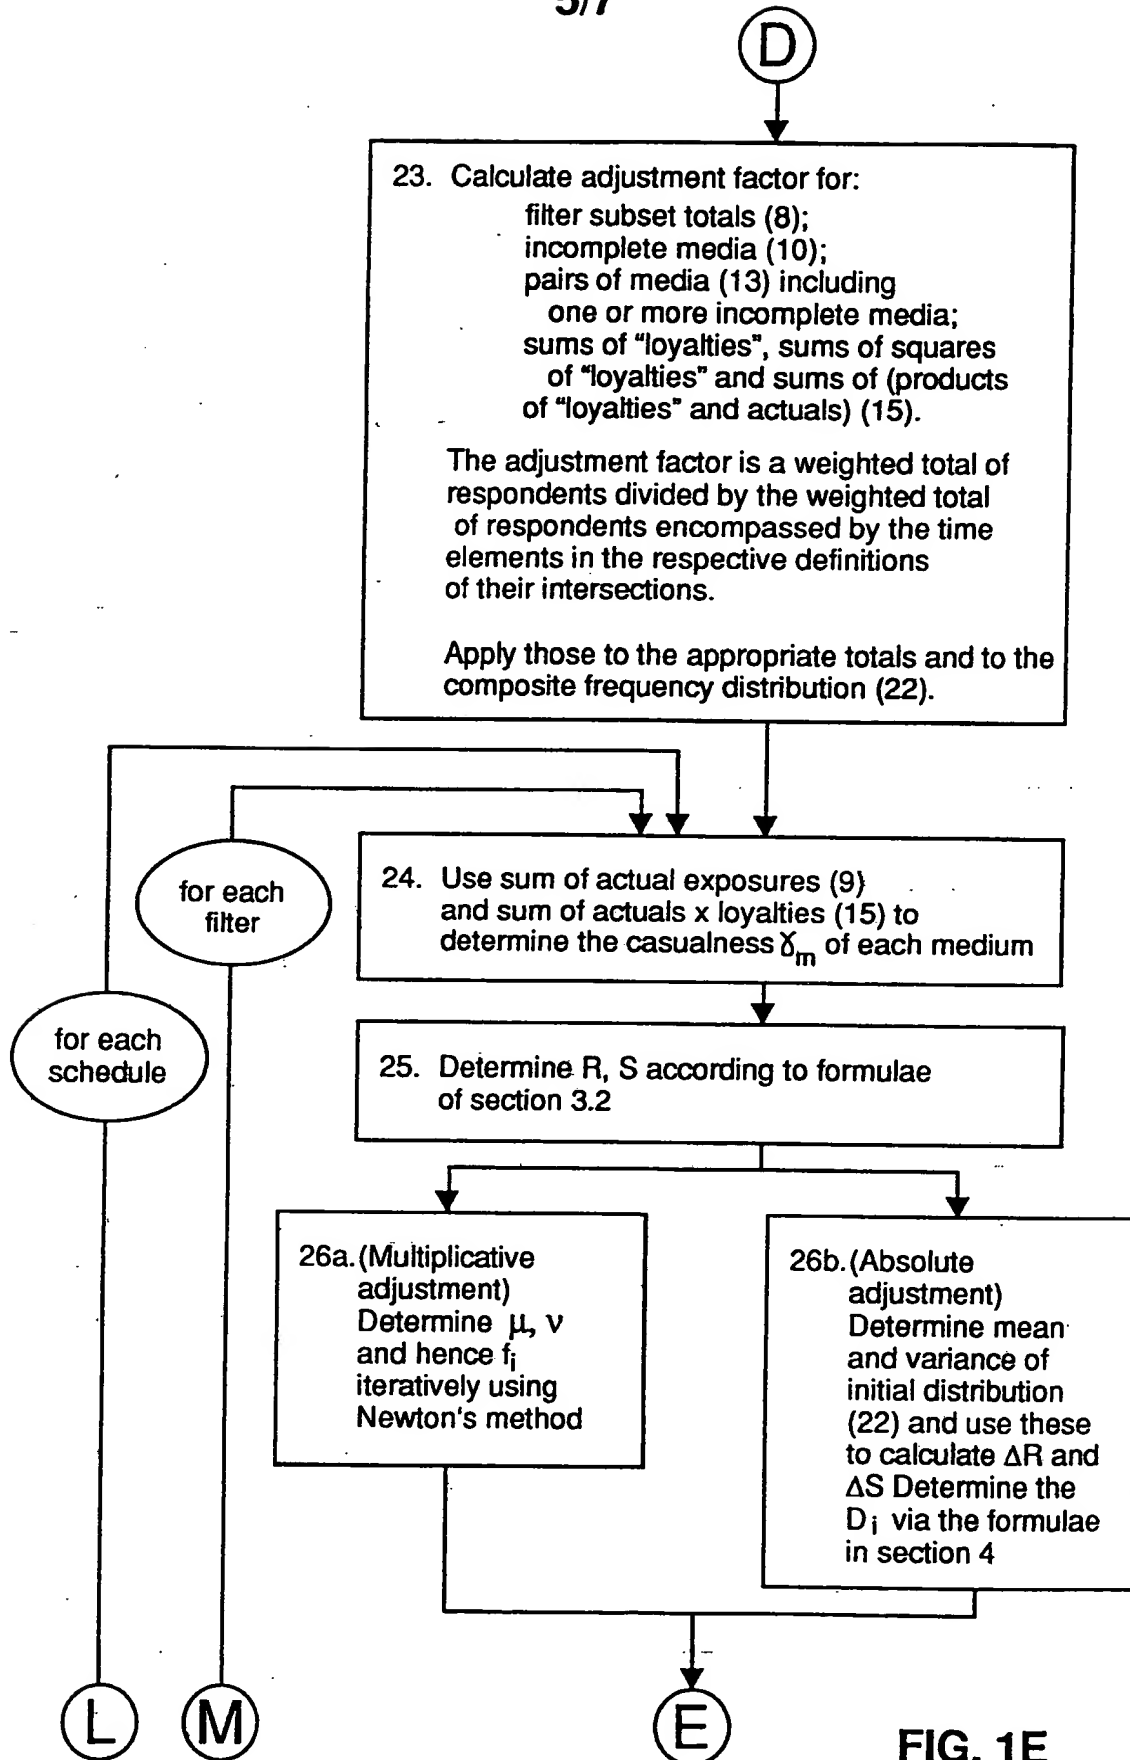 5/7
D
23. Calculate adjustment factor for:
filter subset totals (8);
incomplete media (10);
pairs of media (13) including
one or more incomplete media;
sums of "loyalties", sums of squares
of "loyalties" and sums of (products
of "loyalties" and actuals) (15).
The adjustment factor is a weighted total of
respondents divided by the weighted total
of respondents encompassed by the time
elements in the respective definitions
of their intersections.
Apply those to the appropriate totals and to the
composite frequency distribution (22).
for each
filter
24. Use sum of actual exposures (9)
and sum of actuals x loyalties (15) to
determine the casualness γm of each medium
for each
schedule
25. Determine R, S according to formulae
of section 3.2
26a. (Multiplicative
adjustment)
Determine μ, ν
and hence fi
iteratively using
Newton's method
26b. (Absolute
adjustment)
Determine mean
and variance of
initial distribution
(22) and use these
to calculate ΔR and
ΔS Determine the
Di via the formulae
in section 4
L
M
E
FIG. 1E